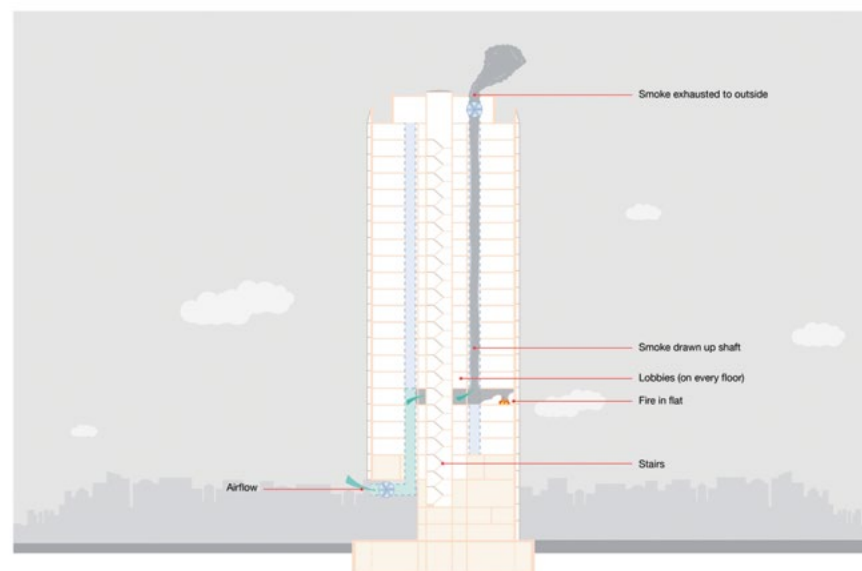 Smoke exhausted to outside
Smoke drawn up shaft
Lobbies (on every floor)
Fire in flat
Stairs
Airflow